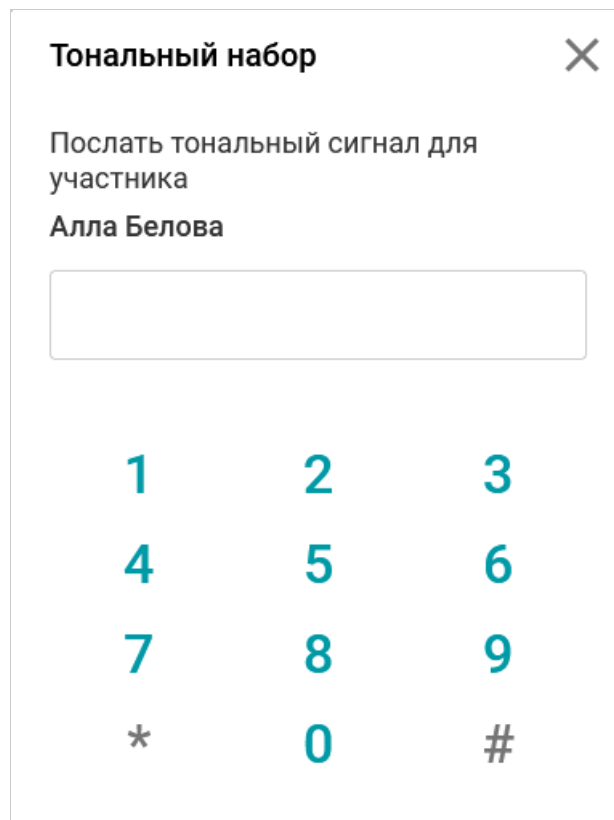 Тональный набор
Послать тональный сигнал для
участника
Алла Белова
1 2 3
4 5 6
7 8 9
* 0 #